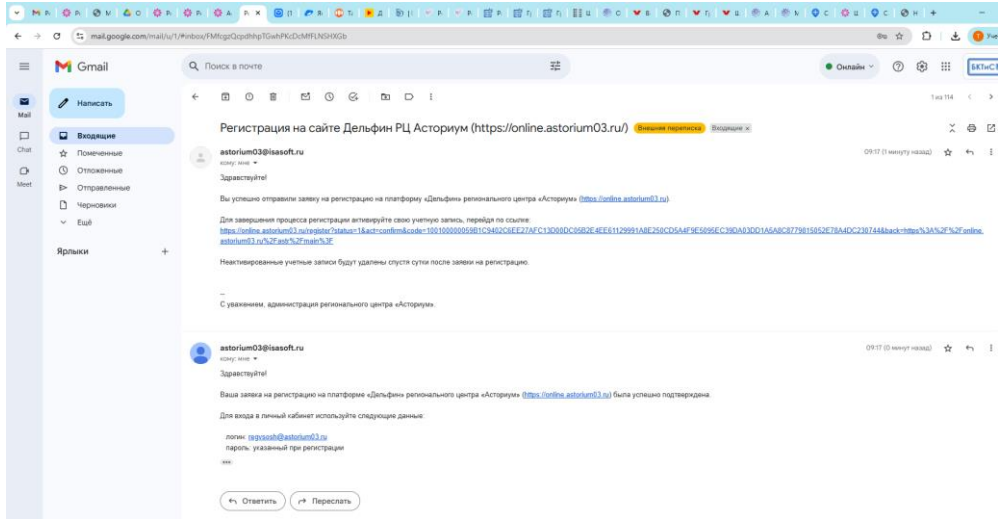 mail.google.com/mail/u/1/#inbox/FMfcgzQcpdhhpTGwhPKcDcMfFLNSHXGb
Gmail
Поиск в почте
Онлайн
Написать
1 из 114
Mail
Chat
Meet
Входящие
Помеченные
Отложенные
Отправленные
Черновики
Ещё
Ярлыки
Регистрация на сайте Дельфин РЦ Асториум (https://online.astorium03.ru/) Внешняя переписка Входящие x
astorium03@isasoft.ru
09:17 (1 минуту назад)
кому: мне
Здравствуйте!
Вы успешно отправили заявку на регистрацию на платформу «Дельфин» регионального центра «Асториум» (https://online.astorium03.ru).
Для завершения процесса регистрации активируйте свою учетную запись, перейдя по ссылке:
Неактивированные учетные записи будут удалены спустя сутки после заявки на регистрацию.
--
С уважением, администрация регионального центра «Асториум».
astorium03@isasoft.ru
09:17 (0 минут назад)
кому: мне
Здравствуйте!
Ваша заявка на регистрацию на платформе «Дельфин» регионального центра «Асториум» (https://online.astorium03.ru) была успешно подтверждена.
Для входа в личный кабинет используйте следующие данные:
логин: regvsosh@astorium03.ru
пароль: указанный при регистрации
Ответить
Переслать